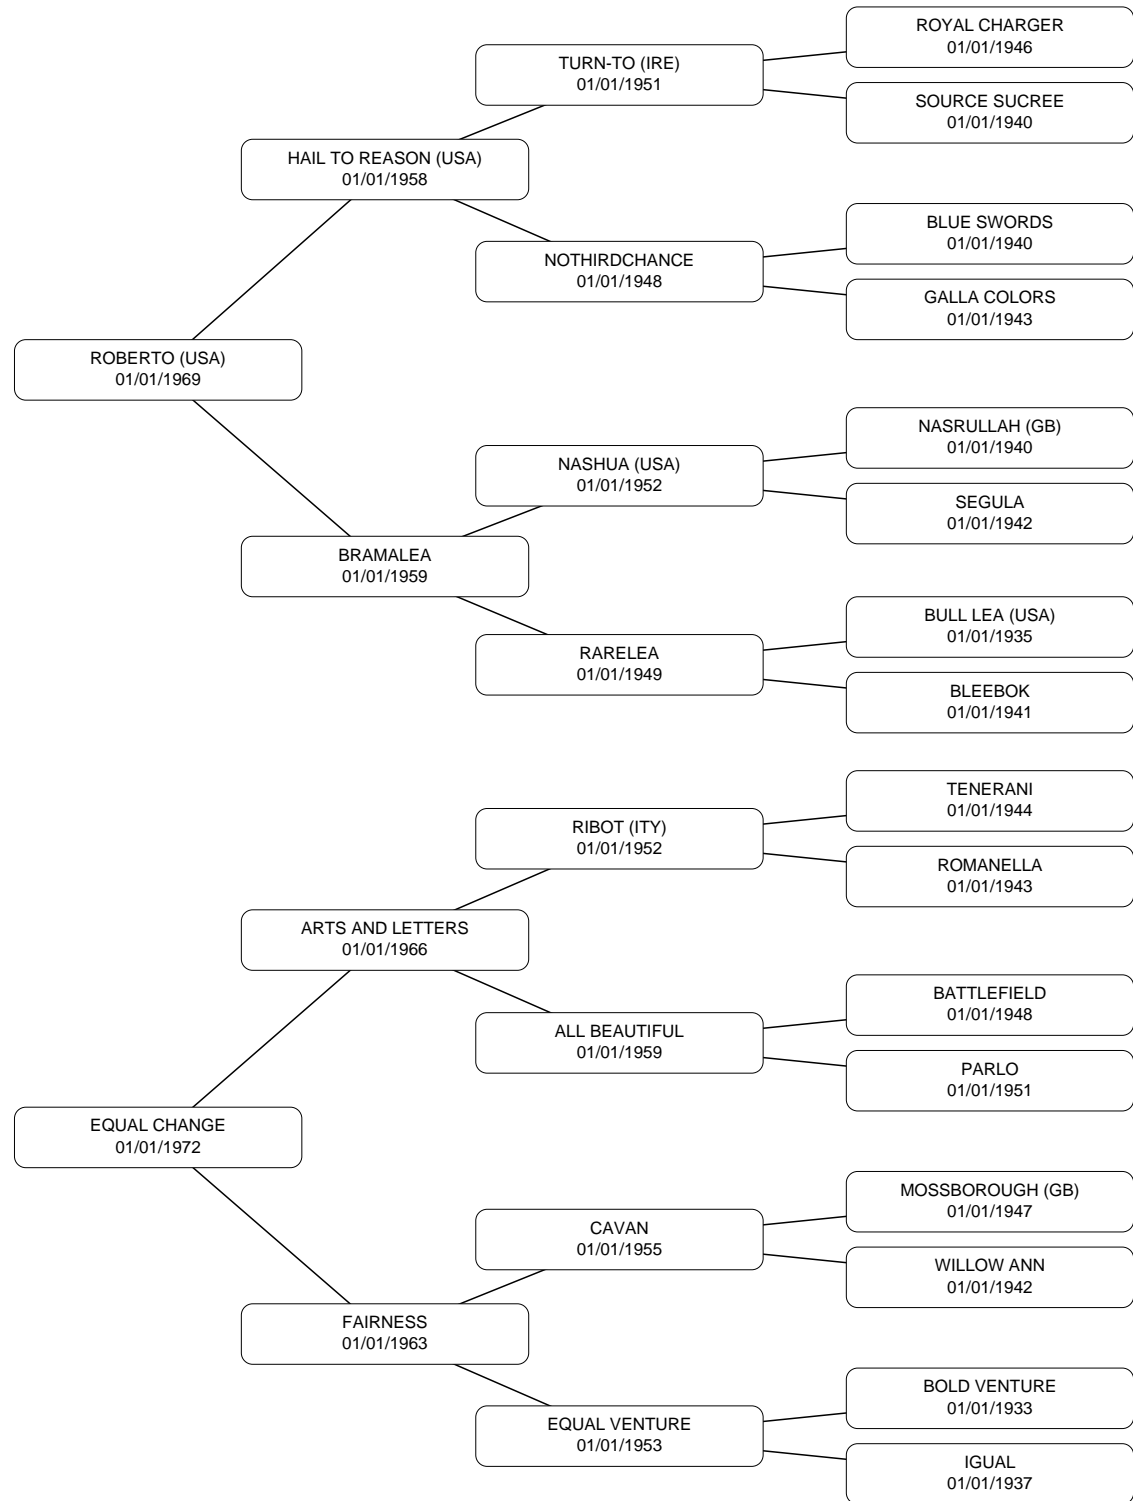 ROYAL CHARGER
01/01/1946
TURN-TO (IRE)
01/01/1951
SOURCE SUCREE
01/01/1940
HAIL TO REASON (USA)
01/01/1958
BLUE SWORDS
01/01/1940
NOTHIRDCHANCE
01/01/1948
GALLA COLORS
01/01/1943
ROBERTO (USA)
01/01/1969
NASRULLAH (GB)
01/01/1940
NASHUA (USA)
01/01/1952
SEGULA
01/01/1942
BRAMALEA
01/01/1959
BULL LEA (USA)
01/01/1935
RARELEA
01/01/1949
BLEEBOK
01/01/1941
TENERANI
01/01/1944
RIBOT (ITY)
01/01/1952
ROMANELLA
01/01/1943
ARTS AND LETTERS
01/01/1966
BATTLEFIELD
01/01/1948
ALL BEAUTIFUL
01/01/1959
PARLO
01/01/1951
EQUAL CHANGE
01/01/1972
MOSSBOROUGH (GB)
01/01/1947
CAVAN
01/01/1955
WILLOW ANN
01/01/1942
FAIRNESS
01/01/1963
BOLD VENTURE
01/01/1933
EQUAL VENTURE
01/01/1953
IGUAL
01/01/1937